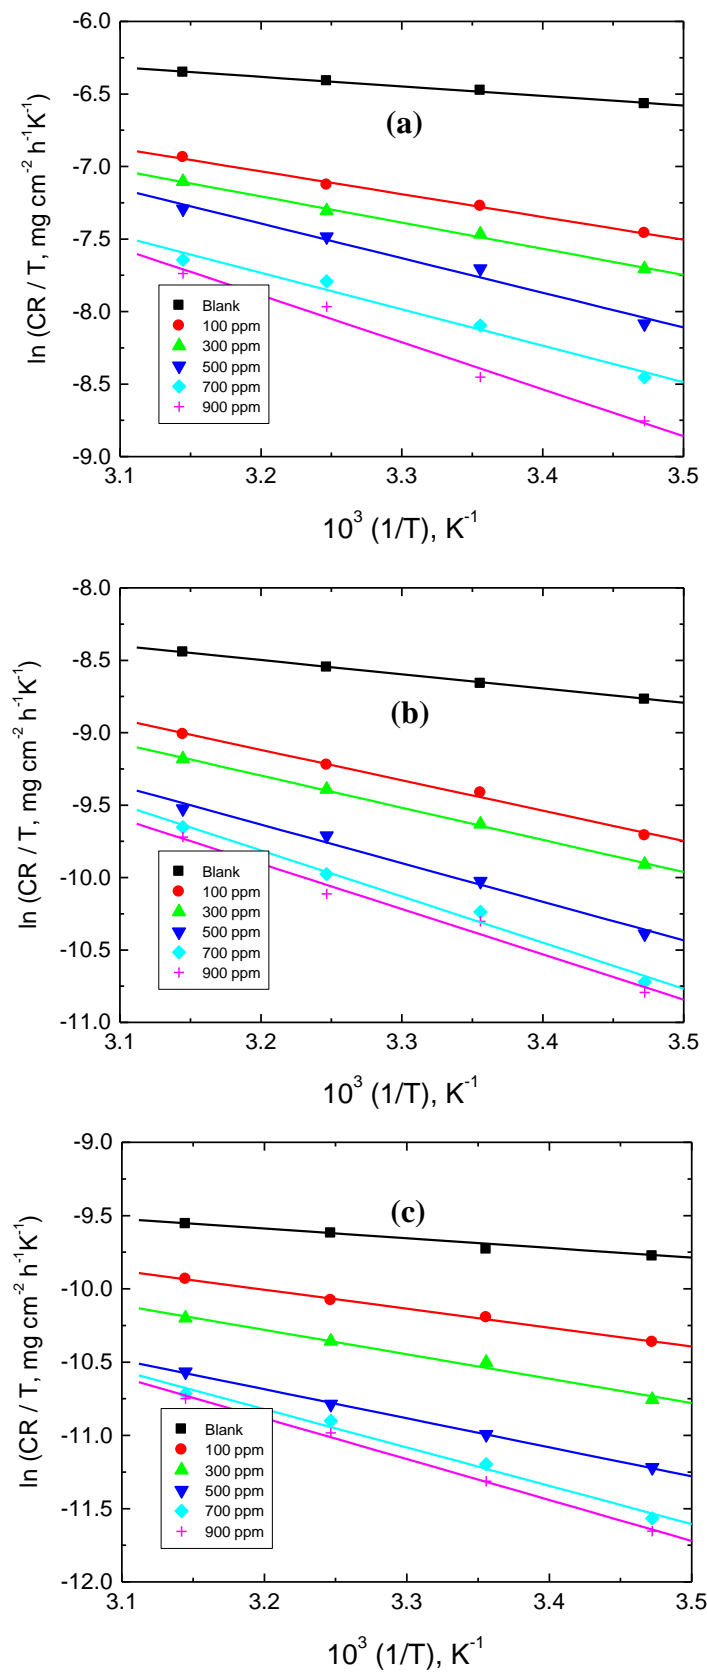 -6.0
-6.5
-7.0
-7.5
-8.0
-8.5
-9.0
ln (CR / T, mg cm⁻² h⁻¹K⁻¹)
(a)
Blank
100 ppm
300 ppm
500 ppm
700 ppm
900 ppm
3.1 3.2 3.3 3.4 3.5
10³ (1/T), K⁻¹
-8.0
-8.5
-9.0
-9.5
-10.0
-10.5
-11.0
ln (CR / T, mg cm⁻² h⁻¹K⁻¹)
(b)
Blank
100 ppm
300 ppm
500 ppm
700 ppm
900 ppm
3.1 3.2 3.3 3.4 3.5
10³ (1/T), K⁻¹
-9.0
-9.5
-10.0
-10.5
-11.0
-11.5
-12.0
ln (CR / T, mg cm⁻² h⁻¹K⁻¹)
(c)
Blank
100 ppm
300 ppm
500 ppm
700 ppm
900 ppm
3.1 3.2 3.3 3.4 3.5
10³ (1/T), K⁻¹